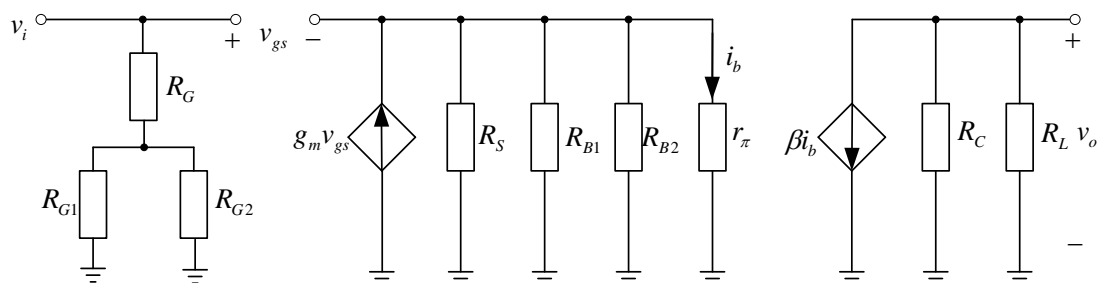 v_i
+
v_gs
−
R_G
R_G1
R_G2
g_m v_gs
R_S
R_B1
R_B2
i_b
r_π
βi_b
R_C
R_L
v_o
+
−